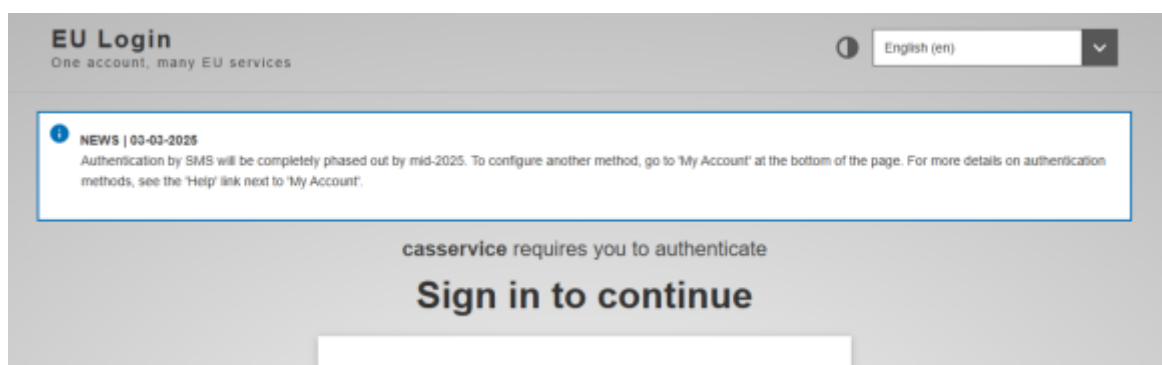 EU Login
One account, many EU services
English (en)
NEWS | 03-03-2025
Authentication by SMS will be completely phased out by mid-2025. To configure another method, go to 'My Account' at the bottom of the page. For more details on authentication
methods, see the 'Help' link next to 'My Account'.
casservice requires you to authenticate
Sign in to continue